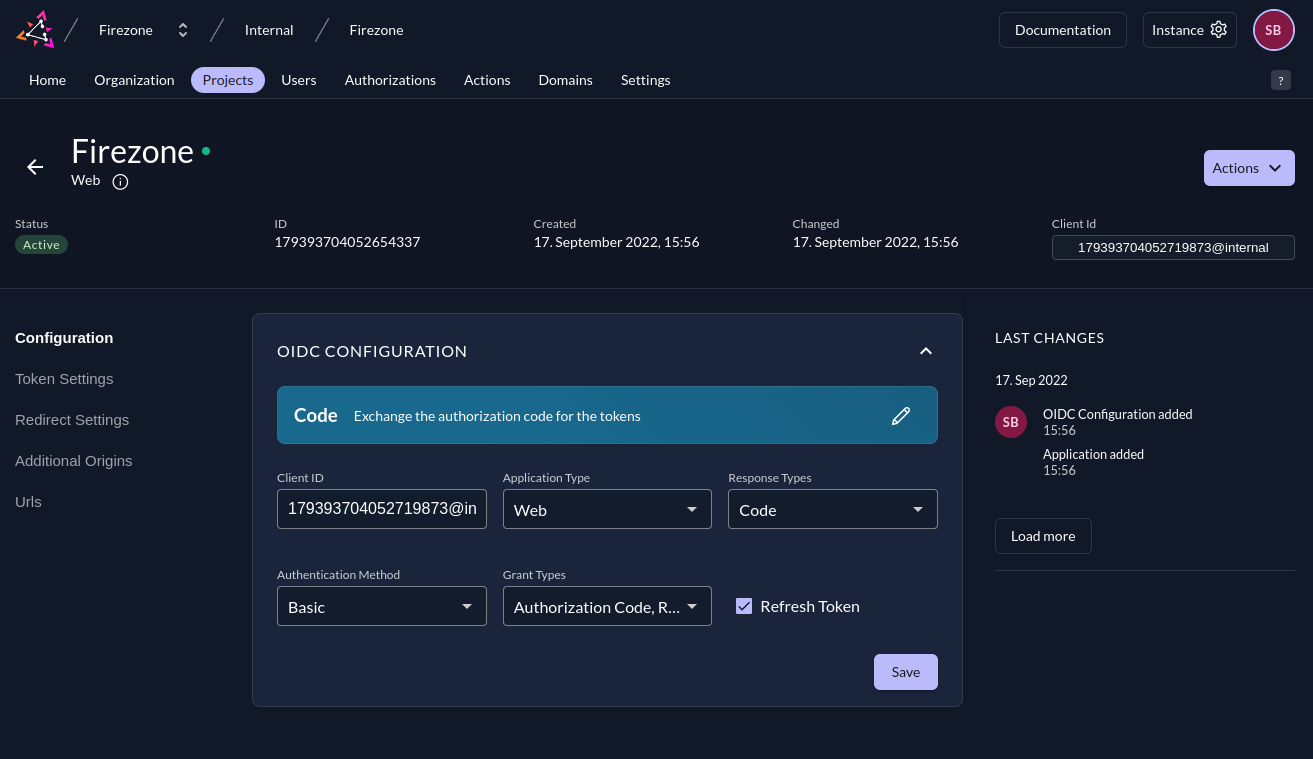 Firezone
Internal
Firezone
Documentation
Instance
SB
Home
Organization
Projects
Users
Authorizations
Actions
Domains
Settings
?
Firezone
Web
Actions
Status
Active
ID
179393704052654337
Created
17. September 2022, 15:56
Changed
17. September 2022, 15:56
Client Id
179393704052719873@internal
Configuration
Token Settings
Redirect Settings
Additional Origins
Urls
OIDC CONFIGURATION
Code Exchange the authorization code for the tokens
Client ID
179393704052719873@in
Application Type
Web
Response Types
Code
Authentication Method
Basic
Grant Types
Authorization Code, R...
Refresh Token
Save
LAST CHANGES
17. Sep 2022
SB
OIDC Configuration added
15:56
Application added
15:56
Load more